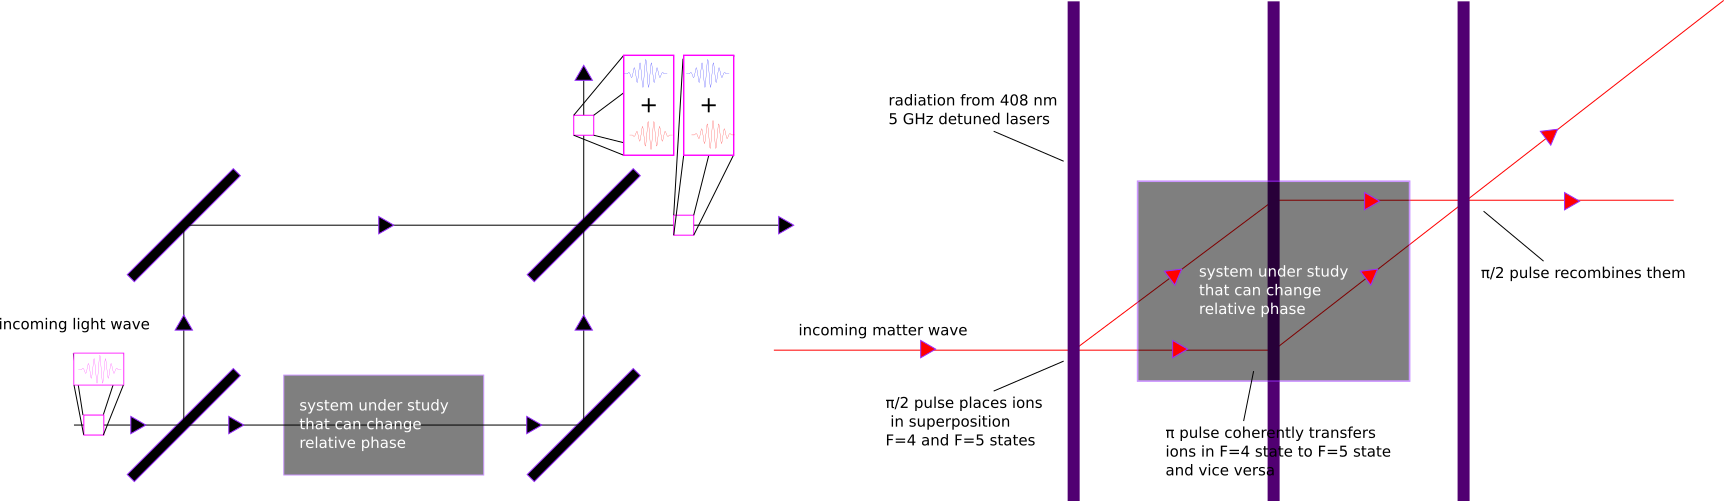 incoming light wave
system under study
that can change
relative phase
+
+
radiation from 408 nm
5 GHz detuned lasers
incoming matter wave
π/2 pulse places ions
in superposition
F=4 and F=5 states
system under study
that can change
relative phase
π pulse coherently transfers
ions in F=4 state to F=5 state
and vice versa
π/2 pulse recombines them